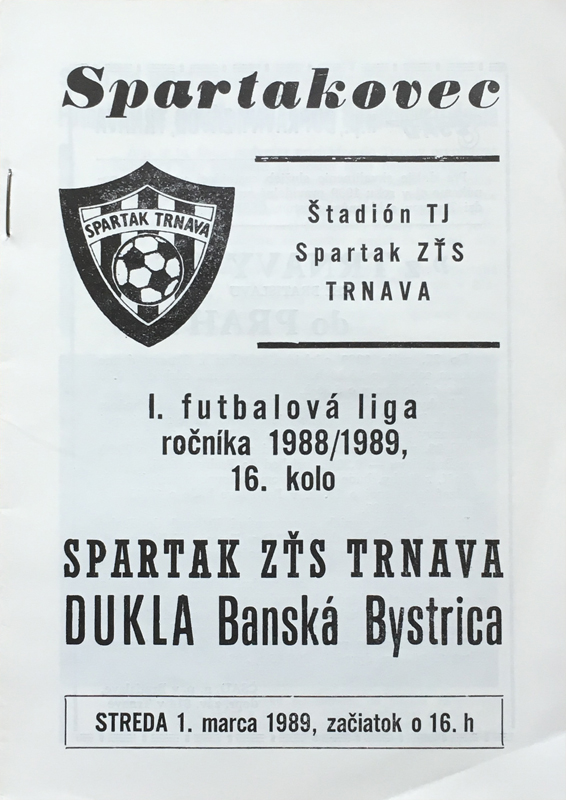 Spartakovec
SPARTAK TRNAVA
Štadión TJ
Spartak ZŤS
TRNAVA
I. futbalová liga
ročníka 1988/1989,
16. kolo
SPARTAK ZŤS TRNAVA
DUKLA Banská Bystrica
STREDA 1. marca 1989, začiatok o 16. h